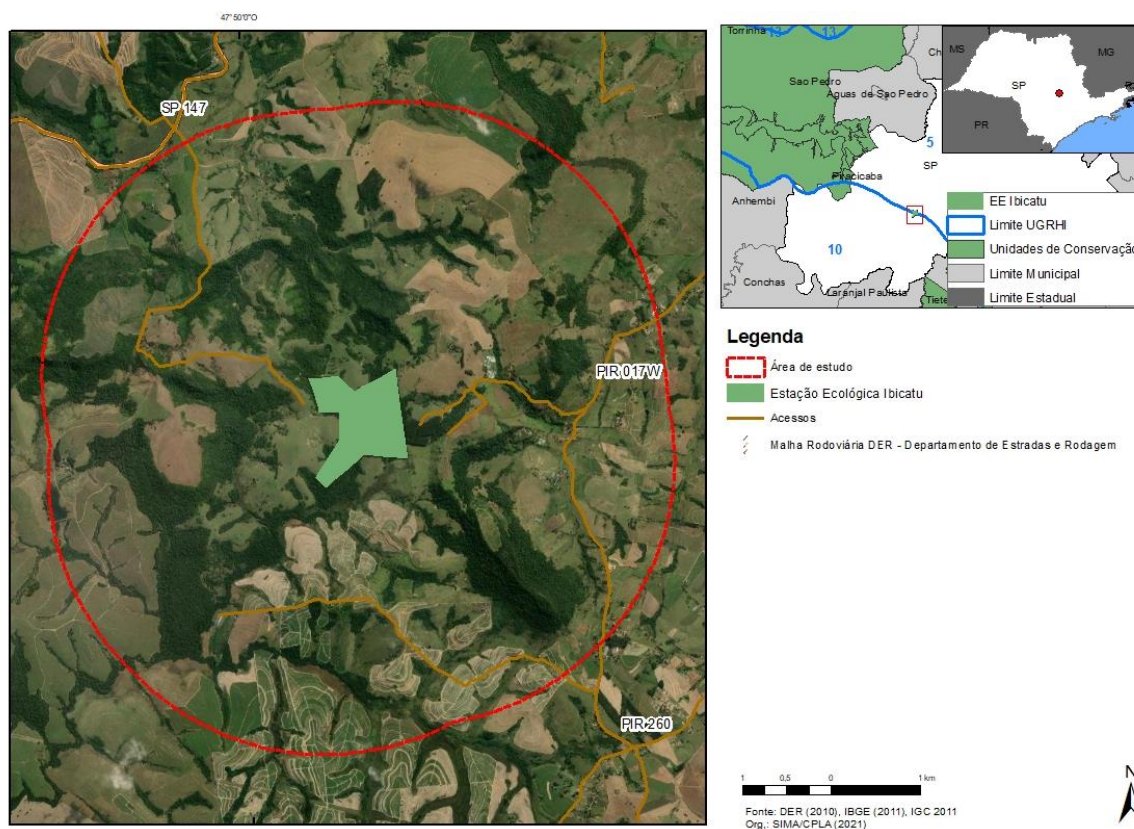 47°50'0"O
SP 147
PIR 017W
PIR 260
Torrinha
13
13
Sao Pedro
Aguas de Sao Pedro
5
SP
Piracicaba
Anhembi
10
Conchas
Laranjal Paulista
MS
MG
SP
PR
EE Ibicatu
Limite UGRHI
Unidades de Conservação
Limite Municipal
Limite Estadual
Legenda
Área de estudo
Estação Ecológica Ibicatu
Acessos
Malha Rodoviária DER - Departamento de Estradas e Rodagem
1 0,5 0 1 km
N
Fonte: DER (2010), IBGE (2011), IGC 2011
Org.: SIMA/CPLA (2021)